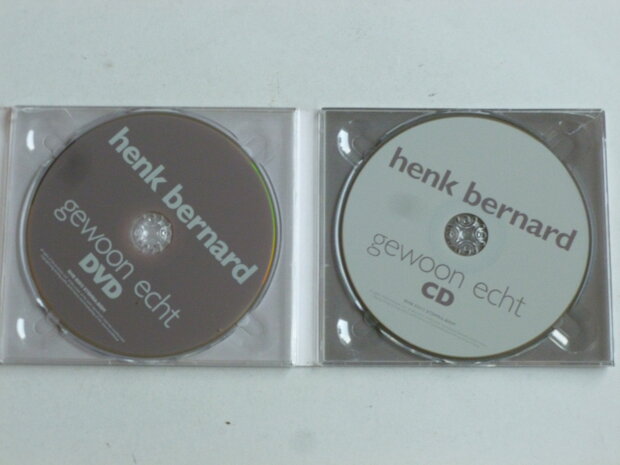 henk bernard
gewoon echt
DVD
henk bernard
gewoon echt
CD